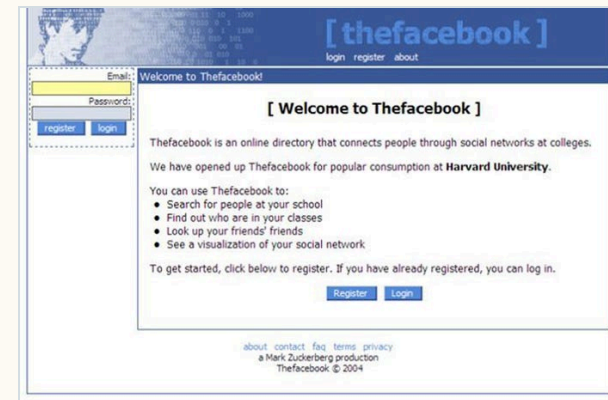 [ thefacebook ]
login register about
Email:
Password:
register login
Welcome to Thefacebook!
[ Welcome to Thefacebook ]
Thefacebook is an online directory that connects people through social networks at colleges.
We have opened up Thefacebook for popular consumption at Harvard University.
You can use Thefacebook to:
• Search for people at your school
• Find out who are in your classes
• Look up your friends' friends
• See a visualization of your social network
To get started, click below to register. If you have already registered, you can log in.
Register Login
about contact faq terms privacy
a Mark Zuckerberg production
Thefacebook © 2004